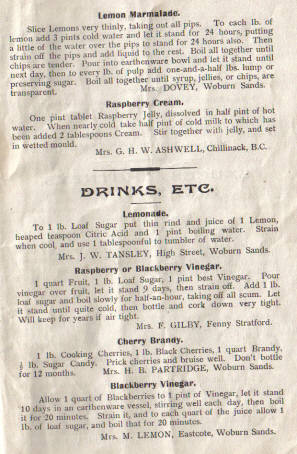 Lemon Marmalade.
Slice Lemons very thinly, taking out all pips. To each lb. of
lemon add 3 pints cold water and let it stand for 24 hours, putting
a little of the water over the pips to stand for 24 hours also. Then
strain off the pips and add liquid to the rest. Boil all together until
chips are tender. Pour into earthenware bowl and let it stand until
next day, then to every lb. of pulp add one-and-a-half lbs. lump or
preserving sugar. Boil all together until syrup, jellies, or chips, are
transparent. Mrs. DOVEY, Woburn Sands.
Raspberry Cream.
One pint tablet Raspberry Jelly, dissolved in half pint of hot
water. When nearly cold take half pint of cold milk to which has
been added 2 tablespoons Cream. Stir together with jelly, and set
in wetted mould.
Mrs. G. H. W. ASHWELL, Chillinack, B.C.
DRINKS, ETC.
Lemonade.
To 1 lb. Loaf Sugar put thin rind and juice of 1 Lemon,
heaped teaspoon Citric Acid and 1 pint boiling water. Strain
when cool, and use 1 tablespoonful to tumbler of water.
Mrs. J. W. TANSLEY, High Street, Woburn Sands.
Raspberry or Blackberry Vinegar.
1 quart Fruit, 1 lb. Loaf Sugar, 1 pint best Vinegar. Pour
vinegar over fruit, let it stand 9 days, then strain off. Add 1 lb.
loaf sugar and boil slowly for half-an-hour, taking off all scum. Let
it stand until quite cold, then bottle and cork down very tight.
Will keep for years if air tight.
Mrs. F. GILBY, Fenny Stratford.
Cherry Brandy.
1 lb. Cooking Cherries, 1 lb. Black Cherries, 1 quart Brandy,
½ lb. Sugar Candy. Prick cherries and bruise well. Don't bottle
for 12 months. Mrs. H. B. PARTRIDGE, Woburn Sands.
Blackberry Vinegar.
Allow 1 quart of Blackberries to 1 pint of Vinegar, let it stand
10 days in an earthenware vessel, stirring well each day, then boil
it for 20 minutes. Strain it, and to each quart of the juice allow 1
lb. of loaf sugar, and boil that for 20 minutes.
Mrs. M. LEMON, Eastcote, Woburn Sands.